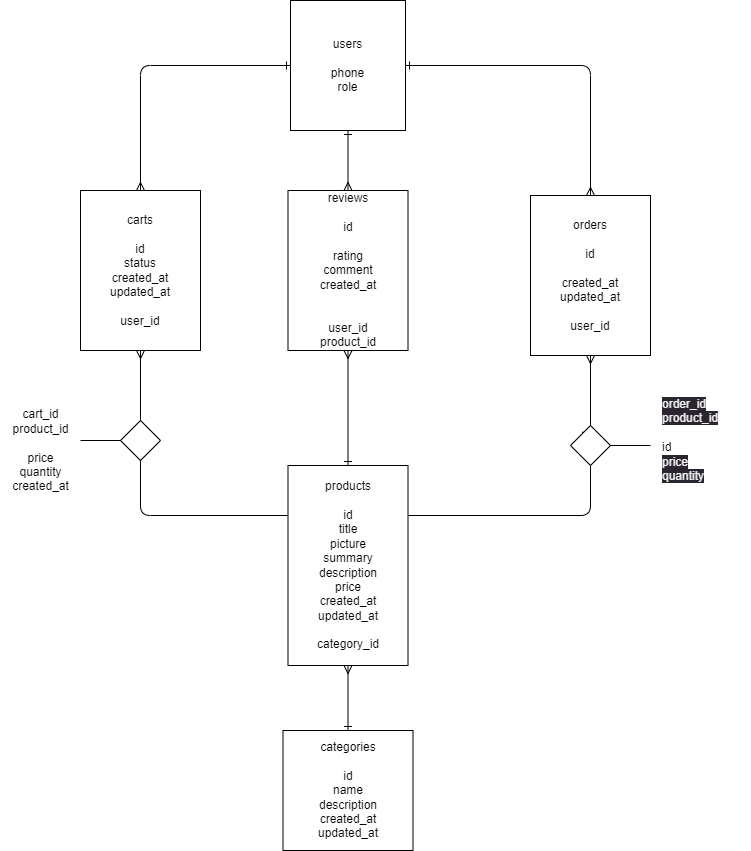 users
phone
role
carts
id
status
created_at
updated_at
user_id
reviews
id
rating
comment
created_at
user_id
product_id
orders
id
created_at
updated_at
user_id
cart_id
product_id
price
quantity
created_at
order_id
product_id
id
price
quantity
products
id
title
picture
summary
description
price
created_at
updated_at
category_id
categories
id
name
description
created_at
updated_at